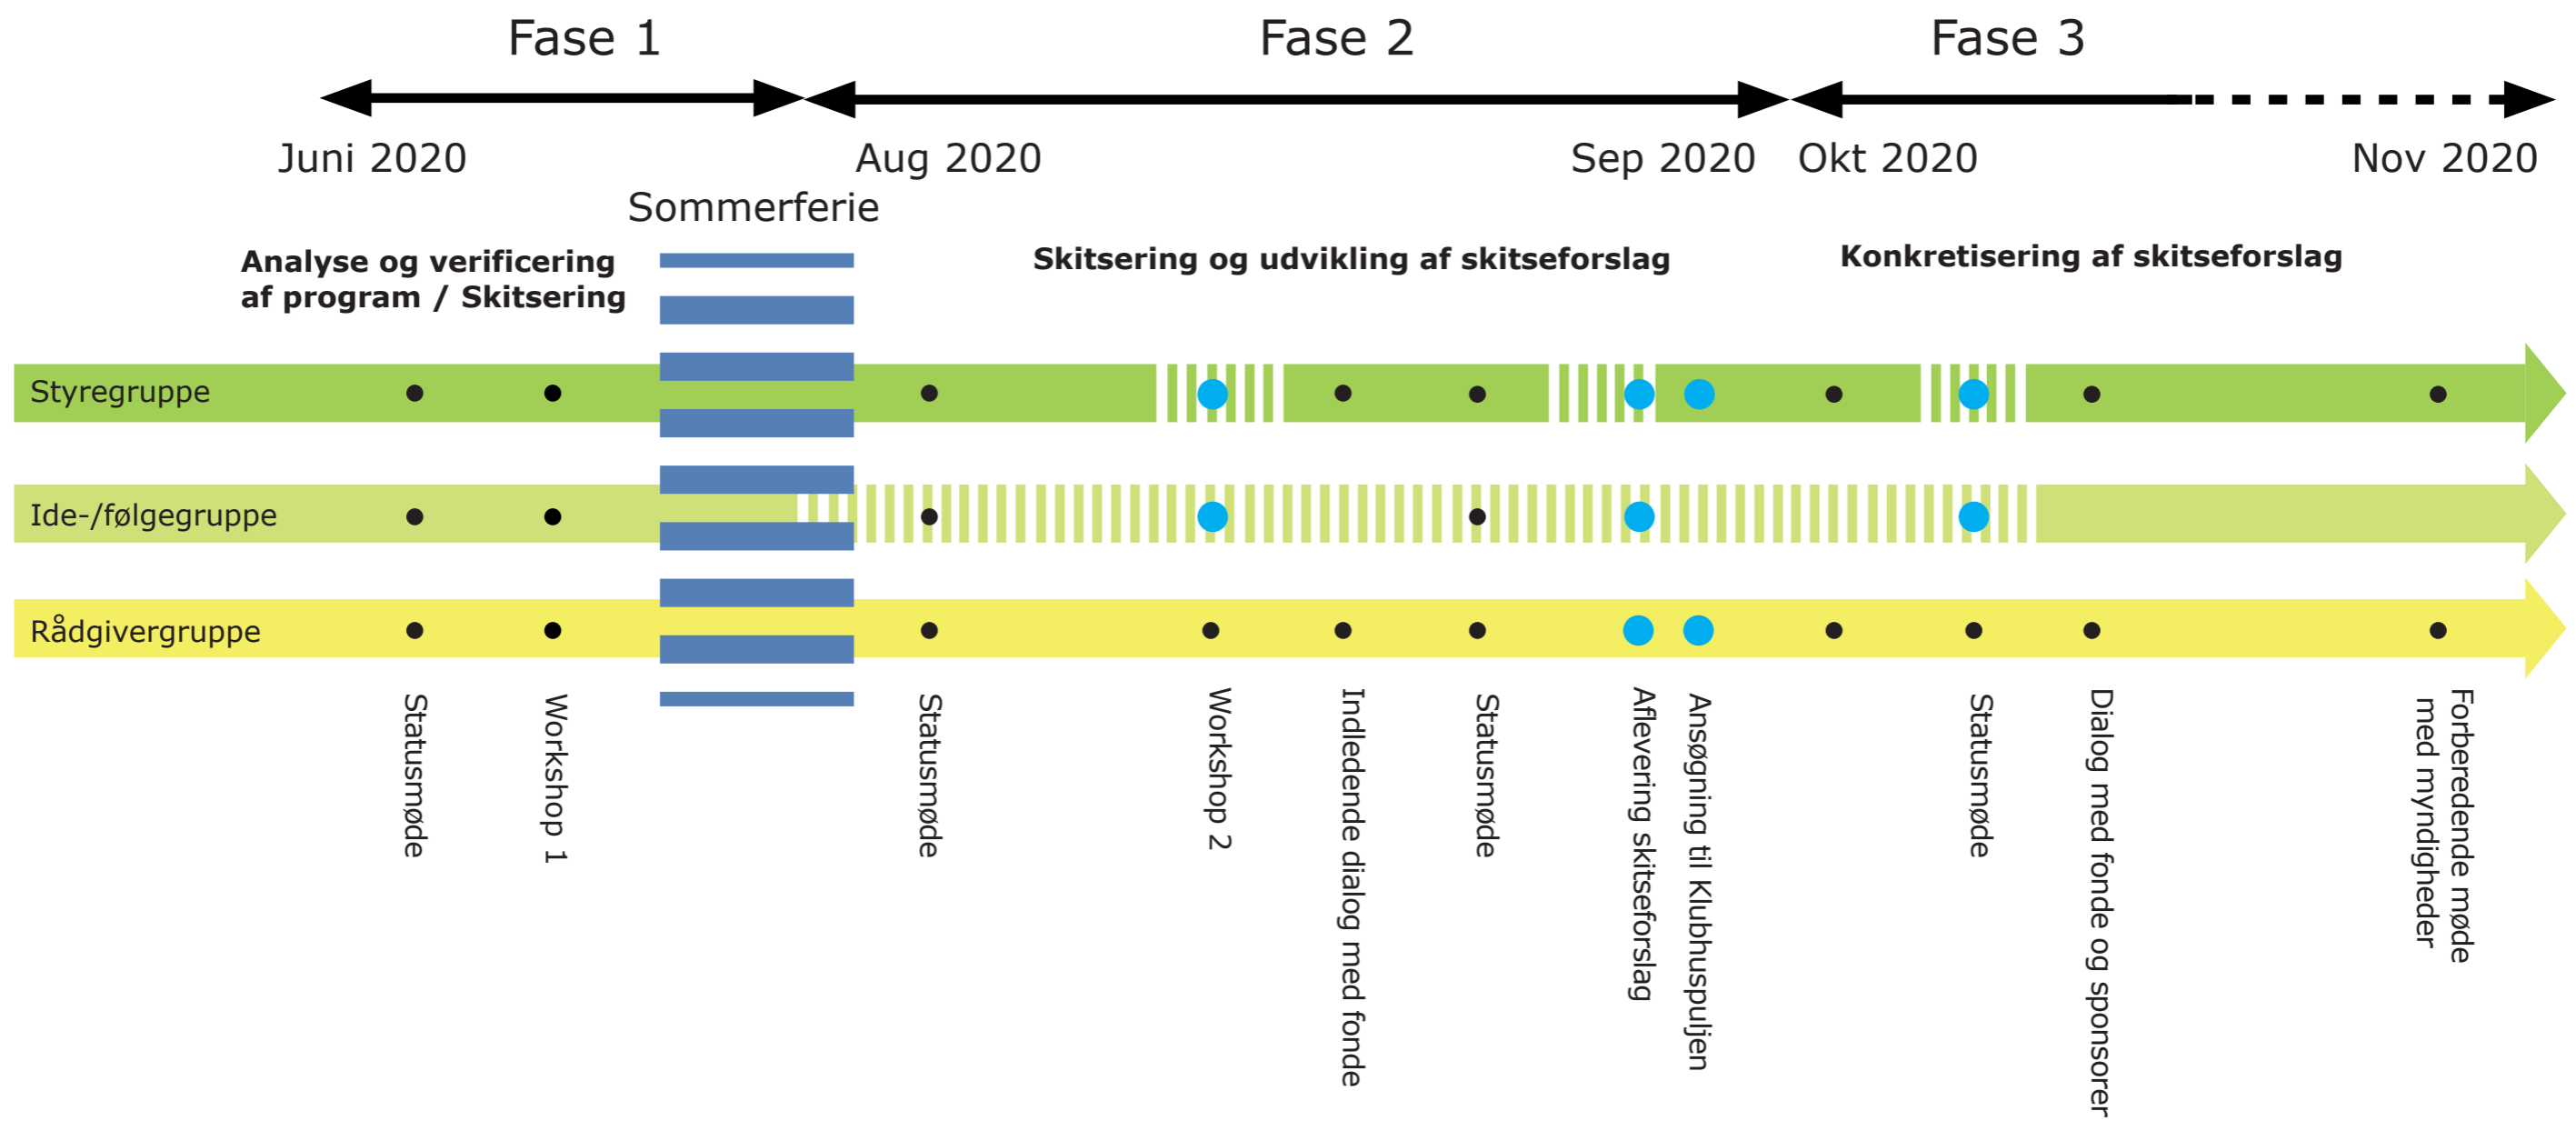 Fase 1
Fase 2
Fase 3
Juni 2020
Aug 2020
Sep 2020
Okt 2020
Nov 2020
Sommerferie
Analyse og verificering
af program / Skitsering
Skitsering og udvikling af skitseforslag
Konkretisering af skitseforslag
Styregruppe
Ide-/følgegruppe
Rådgivergruppe
Statusmøde
Workshop 1
Statusmøde
Workshop 2
Indledende dialog med fonde
Statusmøde
Aflevering skitseforslag
Ansøgning til Klubhuspuljen
Statusmøde
Dialog med fonde og sponsorer
Forberedende møde
med myndigheder